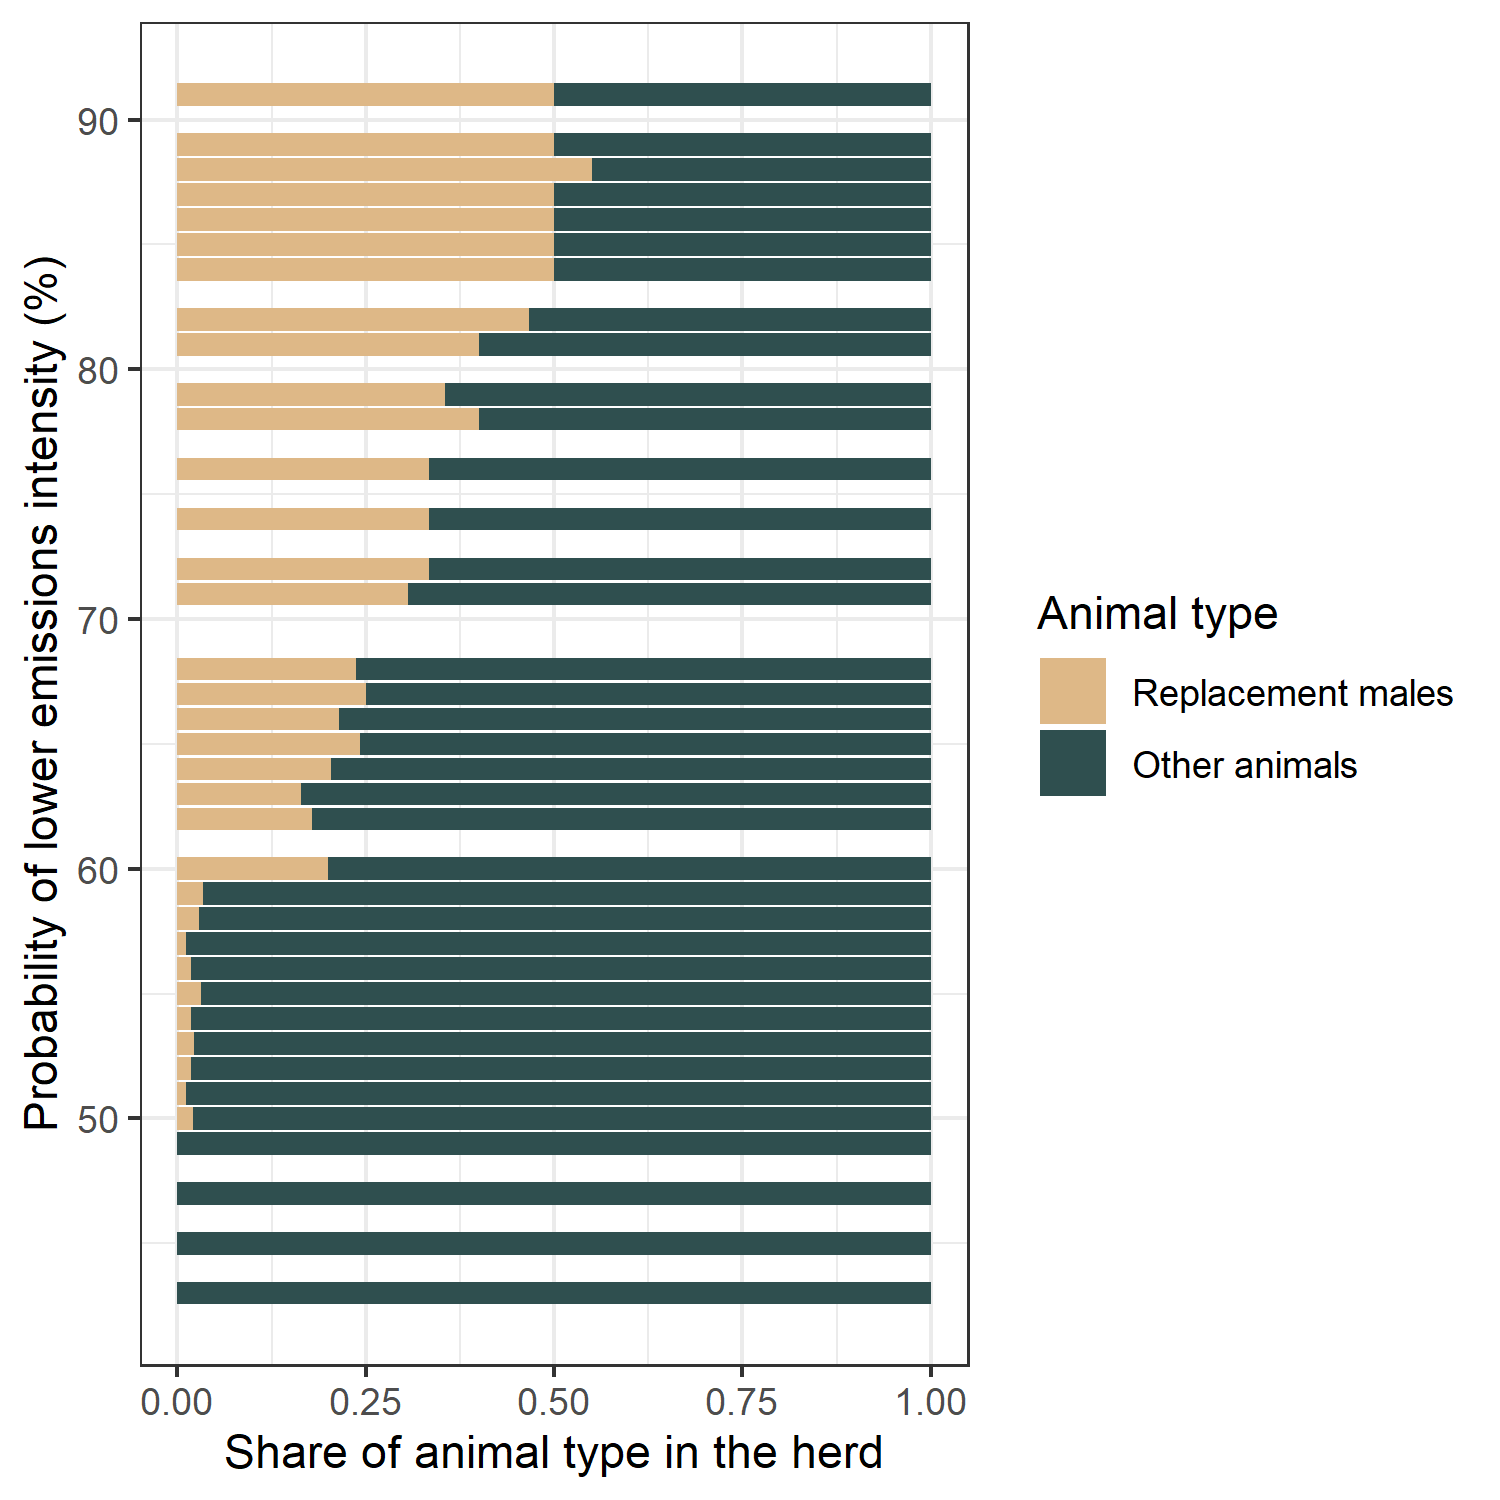 Probability of lower emissions intensity (%)
90
80
70
60
50
0.00 0.25 0.50 0.75 1.00
Share of animal type in the herd
Animal type
Replacement males
Other animals